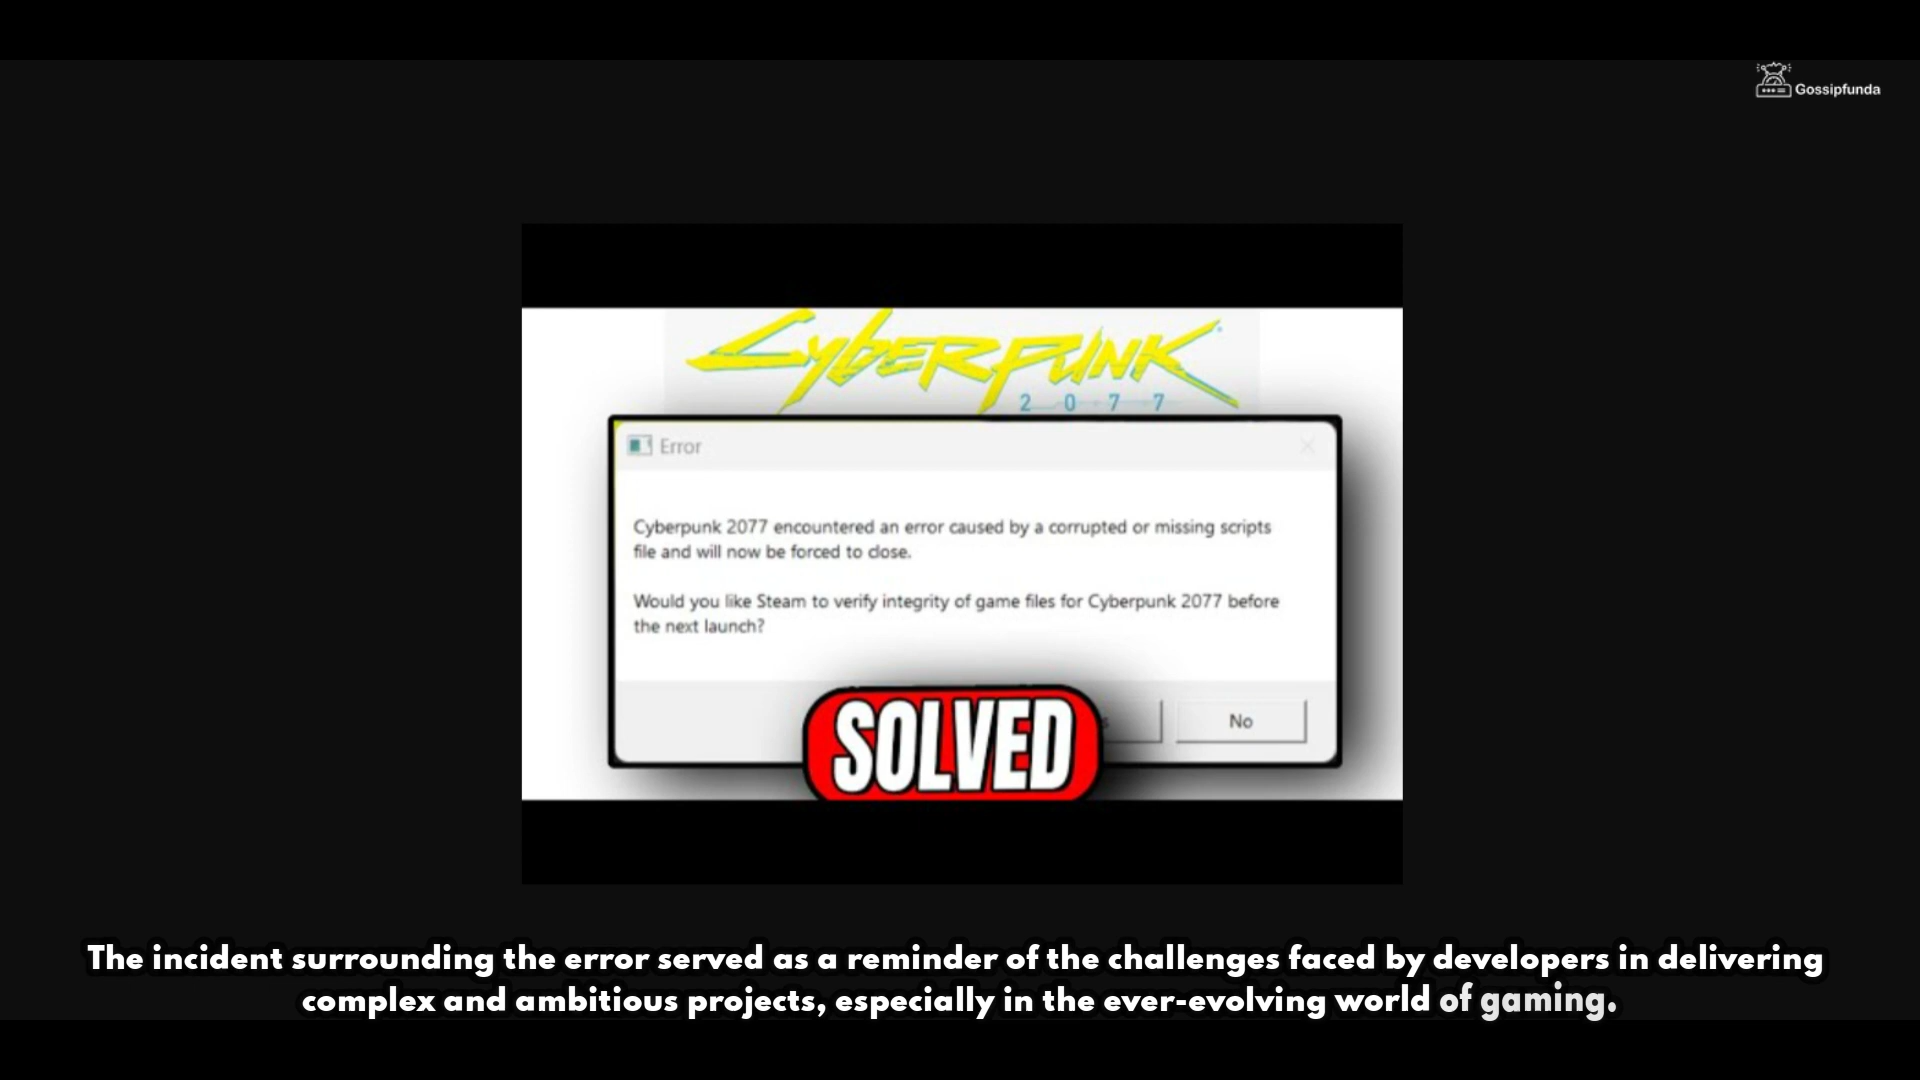 Gossipfunda
Cyberpunk
2077
Error
Cyberpunk 2077 encountered an error caused by a corrupted or missing scripts
file and will now be forced to close.
Would you like Steam to verify integrity of game files for Cyberpunk 2077 before
the next launch?
No
SOLVED
The incident surrounding the error served as a reminder of the challenges faced by developers in delivering
complex and ambitious projects, especially in the ever-evolving world of gaming.